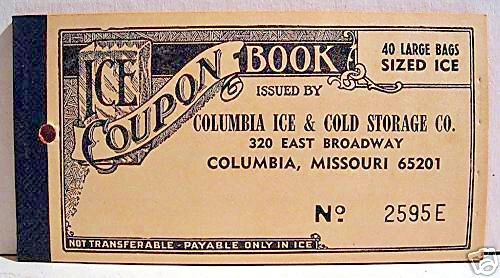 ICE
COUPON
BOOK
40 LARGE BAGS
SIZED ICE
ISSUED BY
COLUMBIA ICE & COLD STORAGE CO.
320 EAST BROADWAY
COLUMBIA, MISSOURI 65201
No 2595E
NOT TRANSFERABLE - PAYABLE ONLY IN ICE
ebay